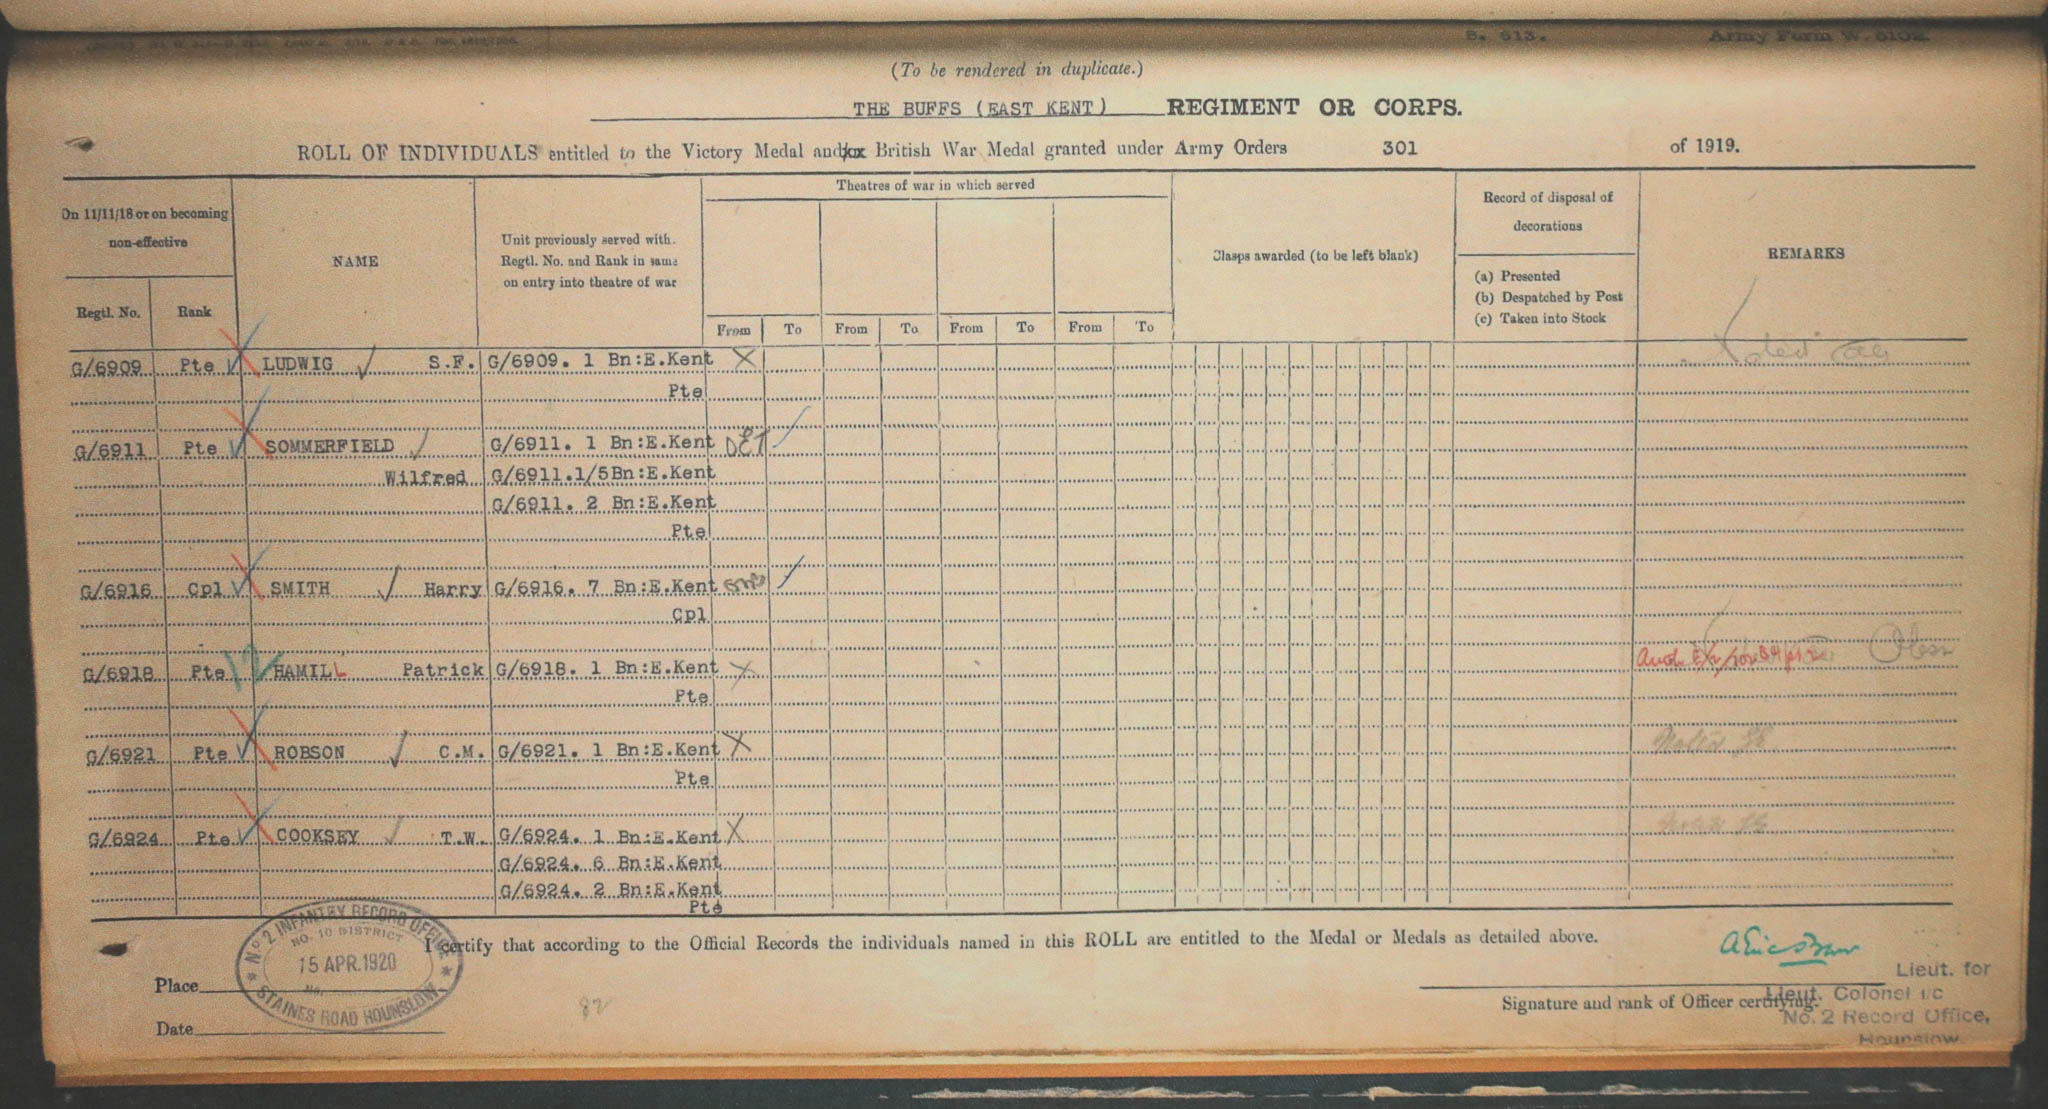 S. 613. Army Form W. 5102.
(To be rendered in duplicate.)
THE BUFFS (EAST KENT) REGIMENT OR CORPS.
ROLL OF INDIVIDUALS entitled to the Victory Medal and/or British War Medal granted under Army Orders 301 of 1919.
On 11/11/18 or on becoming non-effective
Regtl. No.
Rank
NAME
Unit previously served with.
Regtl. No. and Rank in same
on entry into theatre of war
Theatres of war in which served
From To From To From To From To
Clasps awarded (to be left blank)
Record of disposal of
decorations
(a) Presented
(b) Despatched by Post
(c) Taken into Stock
REMARKS
G/6909 Pte LUDWIG S.F. G/6909. 1 Bn:E.Kent X
Pte
G/6911 Pte SOMMERFIELD G/6911. 1 Bn:E.Kent DET
Wilfred G/6911.1/5Bn:E.Kent
G/6911. 2 Bn:E.Kent
Pte
G/6916 Cpl SMITH Harry G/6916. 7 Bn:E.Kent
Cpl
G/6918 Pte HAMILL Patrick G/6918. 1 Bn:E.Kent X
Pte
G/6921 Pte ROBSON C.M. G/6921. 1 Bn:E.Kent X
Pte
G/6924 Pte COOKSEY T.W. G/6924. 1 Bn:E.Kent X
G/6924. 6 Bn:E.Kent
G/6924. 2 Bn:E.Kent
Pte
I certify that according to the Official Records the individuals named in this ROLL are entitled to the Medal or Medals as detailed above.
No 2 INFANTRY RECORD OFFICE
NO. 10 DISTRICT
15 APR. 1920
No.
STAINES ROAD HOUNSLOW
Place
Date
82
Signature and rank of Officer certifying.
Lieut. for
Lieut. Colonel i/c
No. 2 Record Office,
Hounslow.